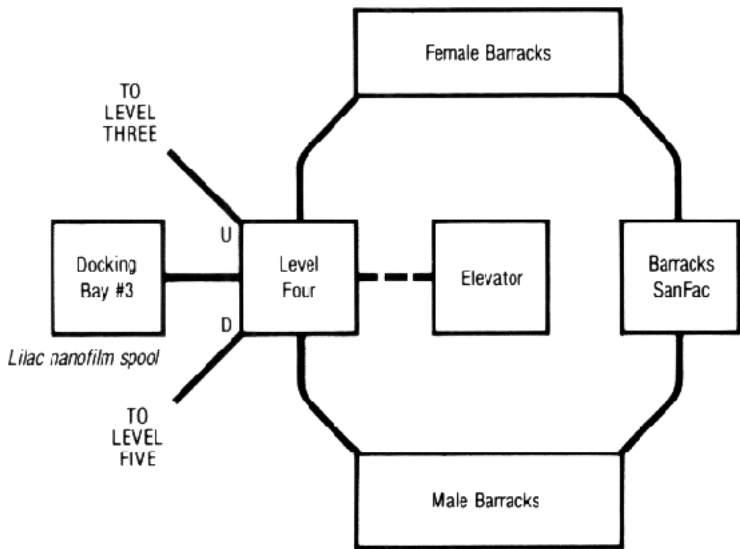 Female Barracks
TO
LEVEL
THREE
U
Docking
Bay #3
Level
Four
Elevator
Barracks
SanFac
D
Lilac nanofilm spool
TO
LEVEL
FIVE
Male Barracks